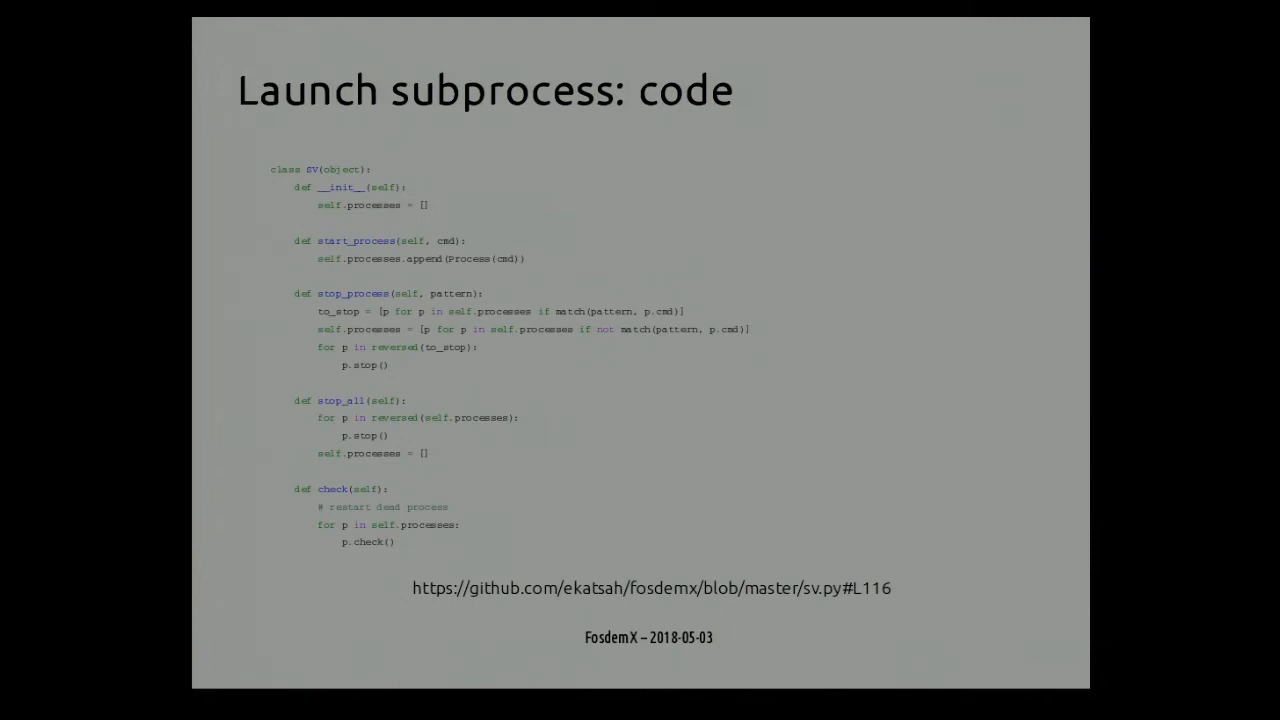 Launch subprocess: code
class SV(object):
    def __init__(self):
        self.processes = []
    def start_process(self, cmd):
        self.processes.append(Process(cmd))
    def stop_process(self, pattern):
        to_stop = [p for p in self.processes if match(pattern, p.cmd)]
        self.processes = [p for p in self.processes if not match(pattern, p.cmd)]
        for p in reversed(to_stop):
            p.stop()
    def stop_all(self):
        for p in reversed(self.processes):
            p.stop()
        self.processes = []
    def check(self):
        # restart dead process
        for p in self.processes:
            p.check()
https://github.com/ekatsah/fosdemx/blob/master/sv.py#L116
FosdemX – 2018-05-03